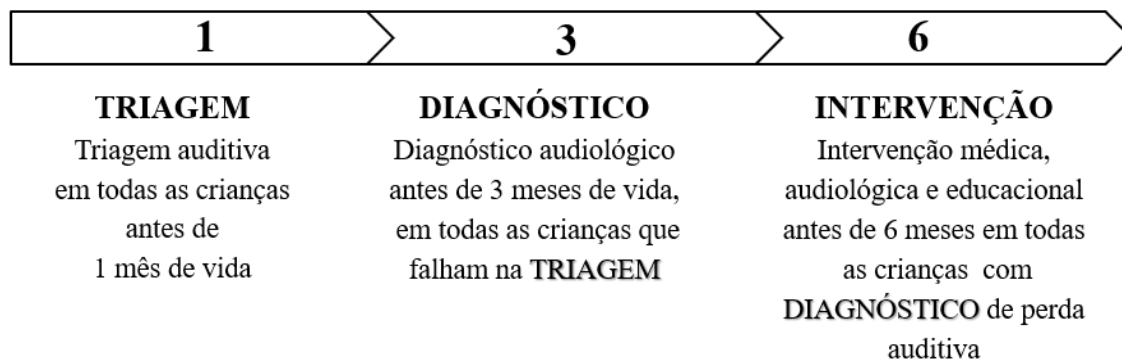 1
TRIAGEM
Triagem auditiva
em todas as crianças
antes de
1 mês de vida
3
DIAGNÓSTICO
Diagnóstico audiológico
antes de 3 meses de vida,
em todas as crianças que
falham na TRIAGEM
6
INTERVENÇÃO
Intervenção médica,
audiológica e educacional
antes de 6 meses em todas
as crianças com
DIAGNÓSTICO de perda
auditiva